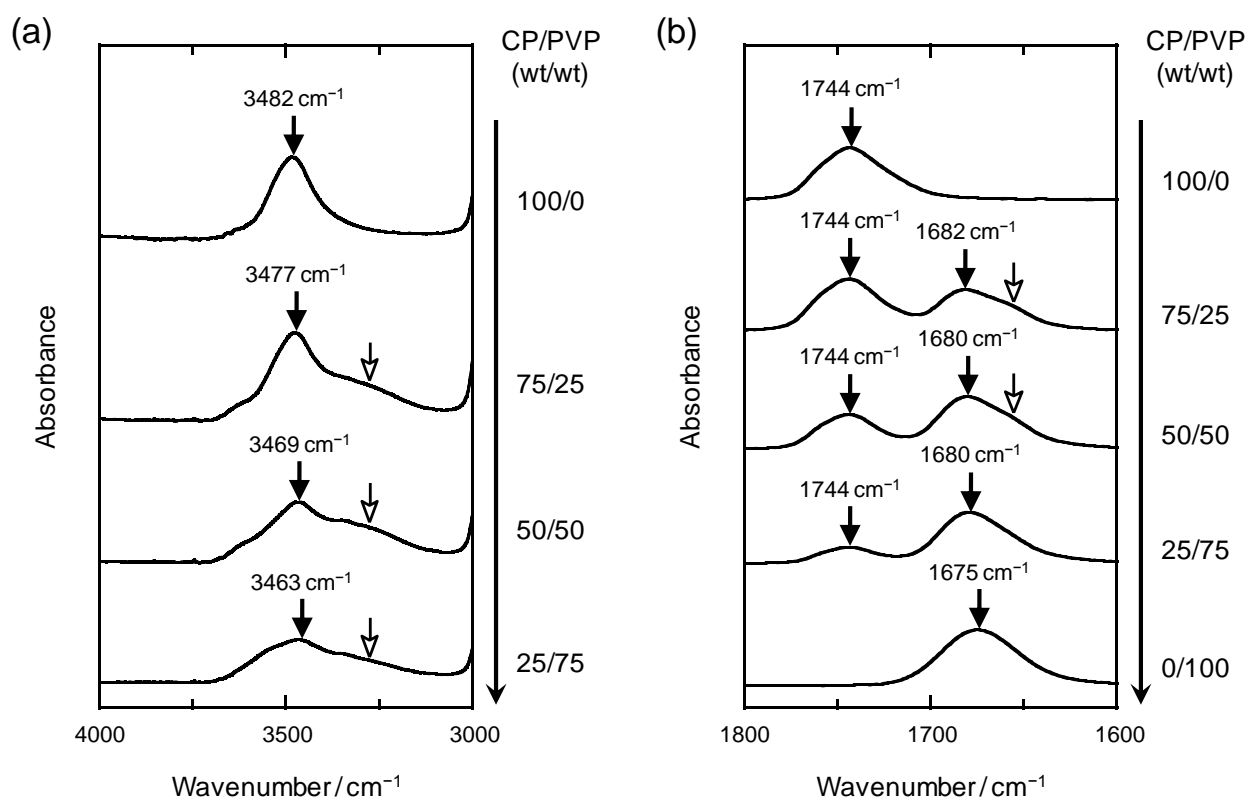 (a)
CP/PVP
(wt/wt)
3482 cm⁻¹
100/0
3477 cm⁻¹
75/25
3469 cm⁻¹
50/50
3463 cm⁻¹
25/75
Absorbance
4000
3500
3000
Wavenumber / cm⁻¹
(b)
CP/PVP
(wt/wt)
1744 cm⁻¹
100/0
1744 cm⁻¹
1682 cm⁻¹
75/25
1744 cm⁻¹
1680 cm⁻¹
50/50
1744 cm⁻¹
1680 cm⁻¹
25/75
1675 cm⁻¹
0/100
Absorbance
1800
1700
1600
Wavenumber / cm⁻¹